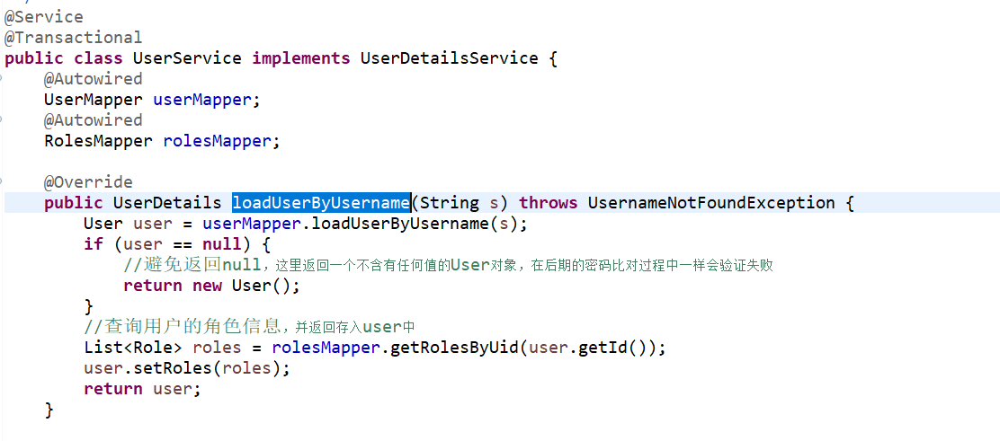 @Service
@Transactional
public class UserService implements UserDetailsService {
    @Autowired
    UserMapper userMapper;
    @Autowired
    RolesMapper rolesMapper;
    @Override
    public UserDetails loadUserByUsername(String s) throws UsernameNotFoundException {
        User user = userMapper.loadUserByUsername(s);
        if (user == null) {
            //避免返回null，这里返回一个不含有任何值的User对象，在后期的密码比对过程中一样会验证失败
            return new User();
        }
        //查询用户的角色信息，并返回存入user中
        List<Role> roles = rolesMapper.getRolesByUid(user.getId());
        user.setRoles(roles);
        return user;
    }